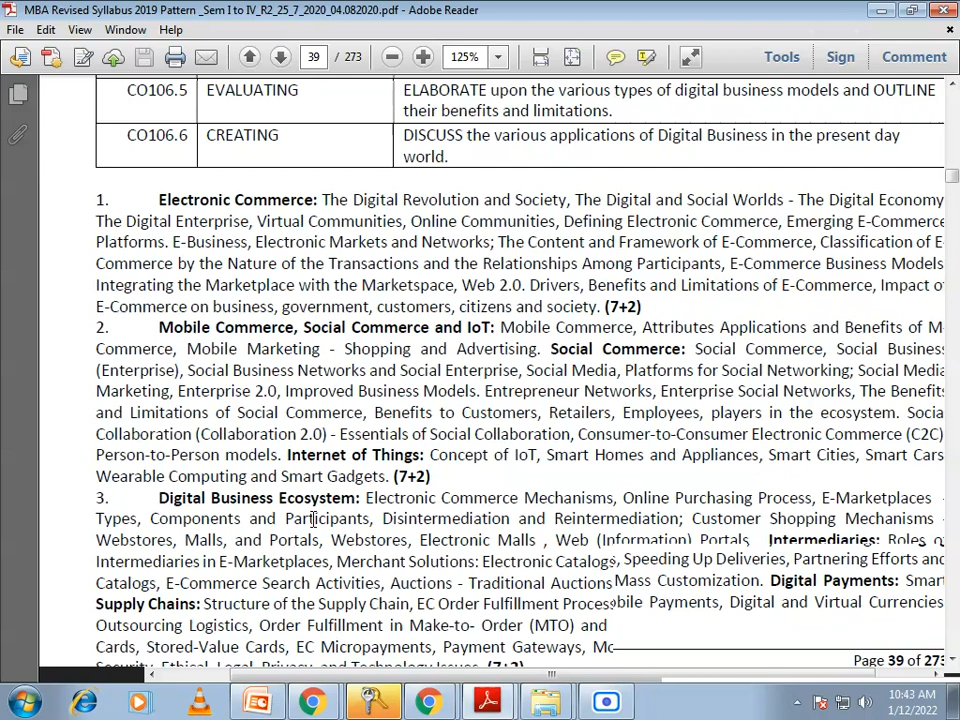 MBA Revised Syllabus 2019 Pattern _Sem I to IV_R2_25_7_2020_04.082020.pdf - Adobe Reader
File Edit View Window Help
39 / 273 125% Tools Sign Comment
CO106.5 EVALUATING ELABORATE upon the various types of digital business models and OUTLINE
their benefits and limitations.
CO106.6 CREATING DISCUSS the various applications of Digital Business in the present day
world.
1. Electronic Commerce: The Digital Revolution and Society, The Digital and Social Worlds - The Digital Economy
The Digital Enterprise, Virtual Communities, Online Communities, Defining Electronic Commerce, Emerging E-Commerce
Platforms. E-Business, Electronic Markets and Networks; The Content and Framework of E-Commerce, Classification of E-
Commerce by the Nature of the Transactions and the Relationships Among Participants, E-Commerce Business Models
Integrating the Marketplace with the Marketspace, Web 2.0. Drivers, Benefits and Limitations of E-Commerce, Impact of
E-Commerce on business, government, customers, citizens and society. (7+2)
2. Mobile Commerce, Social Commerce and IoT: Mobile Commerce, Attributes Applications and Benefits of M-
Commerce, Mobile Marketing - Shopping and Advertising. Social Commerce: Social Commerce, Social Business
(Enterprise), Social Business Networks and Social Enterprise, Social Media, Platforms for Social Networking; Social Media
Marketing, Enterprise 2.0, Improved Business Models. Entrepreneur Networks, Enterprise Social Networks, The Benefits
and Limitations of Social Commerce, Benefits to Customers, Retailers, Employees, players in the ecosystem. Socia
Collaboration (Collaboration 2.0) - Essentials of Social Collaboration, Consumer-to-Consumer Electronic Commerce (C2C)
Person-to-Person models. Internet of Things: Concept of IoT, Smart Homes and Appliances, Smart Cities, Smart Cars
Wearable Computing and Smart Gadgets. (7+2)
3. Digital Business Ecosystem: Electronic Commerce Mechanisms, Online Purchasing Process, E-Marketplaces -
Types, Components and Participants, Disintermediation and Reintermediation; Customer Shopping Mechanisms -
Webstores, Malls, and Portals, Webstores, Electronic Malls , Web (Information) Portals Intermediaries: Roles o
Intermediaries in E-Marketplaces, Merchant Solutions: Electronic Catalogs, Speeding Up Deliveries, Partnering Efforts and
Catalogs, E-Commerce Search Activities, Auctions - Traditional Auctions Mass Customization. Digital Payments: Smart
Supply Chains: Structure of the Supply Chain, EC Order Fulfillment Process bile Payments, Digital and Virtual Currencies
Outsourcing Logistics, Order Fulfillment in Make-to- Order (MTO) and
Cards, Stored-Value Cards, EC Micropayments, Payment Gateways, Mo
Security, Ethical, Legal, Privacy, and Technology Issues. (7+2)
Page 39 of 273
10:43 AM
1/12/2022